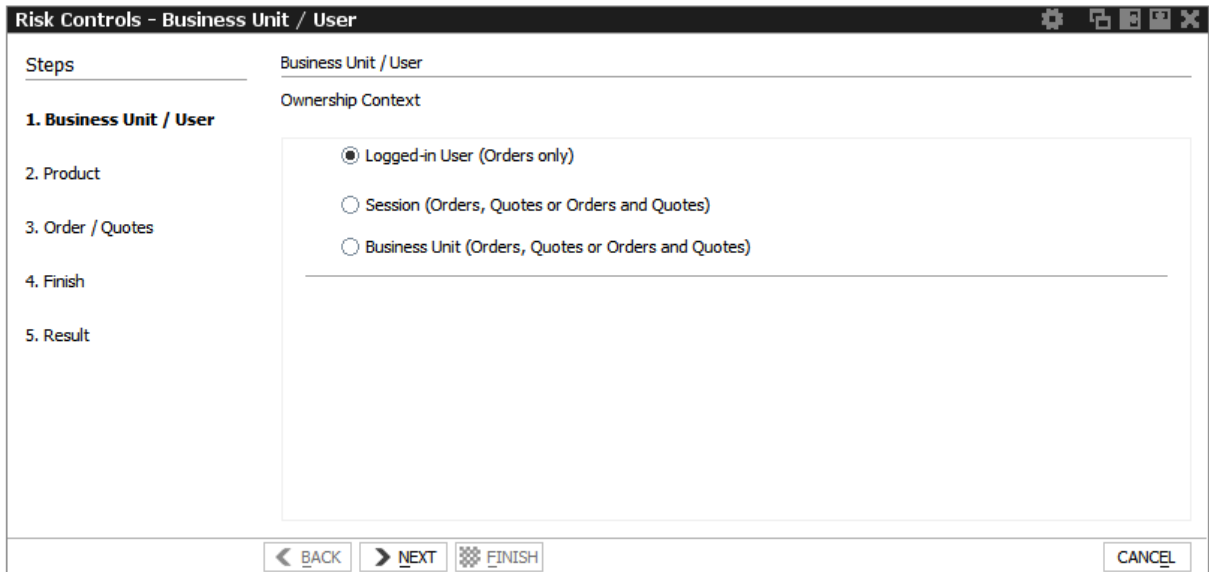 Risk Controls - Business Unit / User
Steps
1. Business Unit / User
2. Product
3. Order / Quotes
4. Finish
5. Result
Business Unit / User
Ownership Context
Logged-in User (Orders only)
Session (Orders, Quotes or Orders and Quotes)
Business Unit (Orders, Quotes or Orders and Quotes)
BACK NEXT FINISH CANCEL